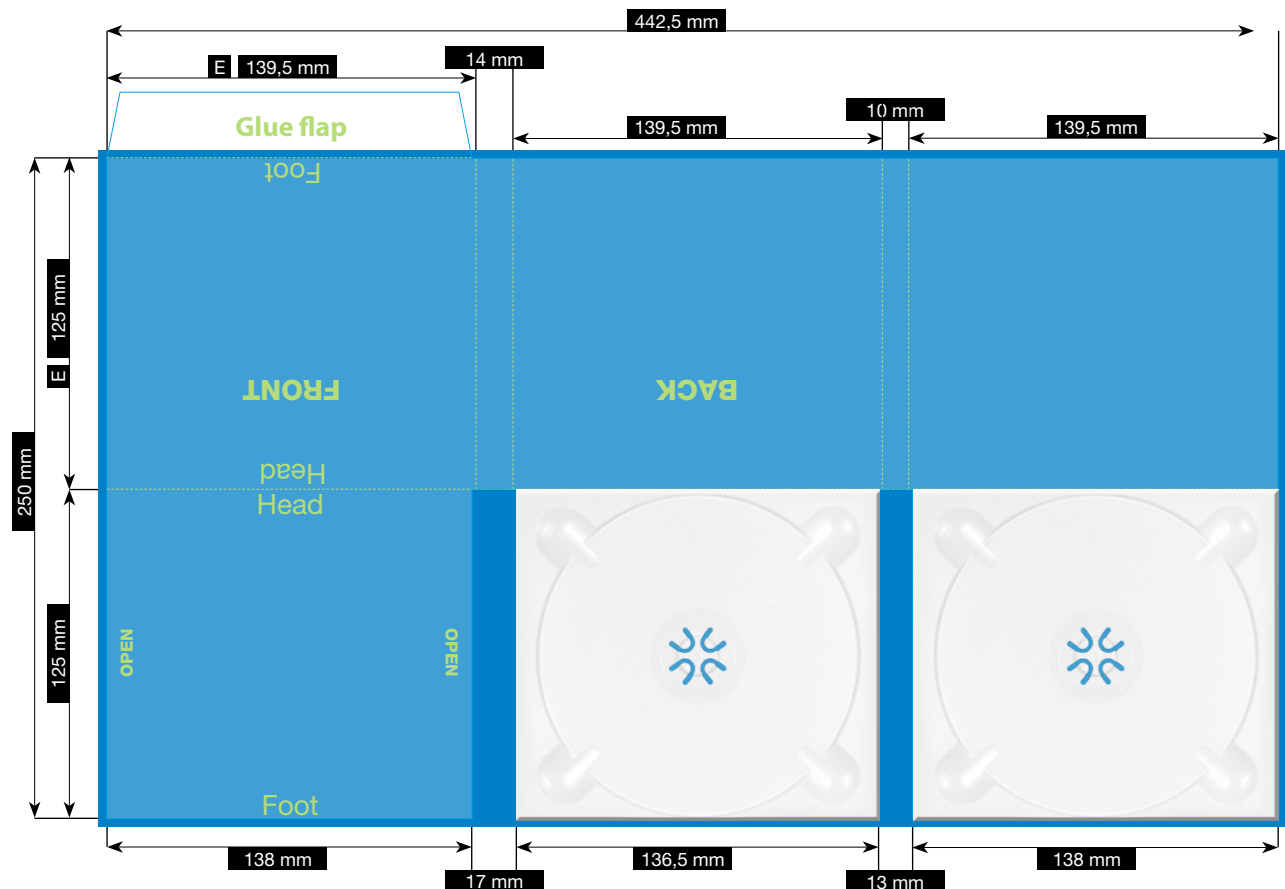 442,5 mm
14 mm
E 139,5 mm
10 mm
139,5 mm
139,5 mm
Glue flap
Foot
125 mm
E
FRONT
BACK
Head
250 mm
Head
125 mm
OPEN
OPEN
Foot
138 mm
136,5 mm
138 mm
17 mm
13 mm